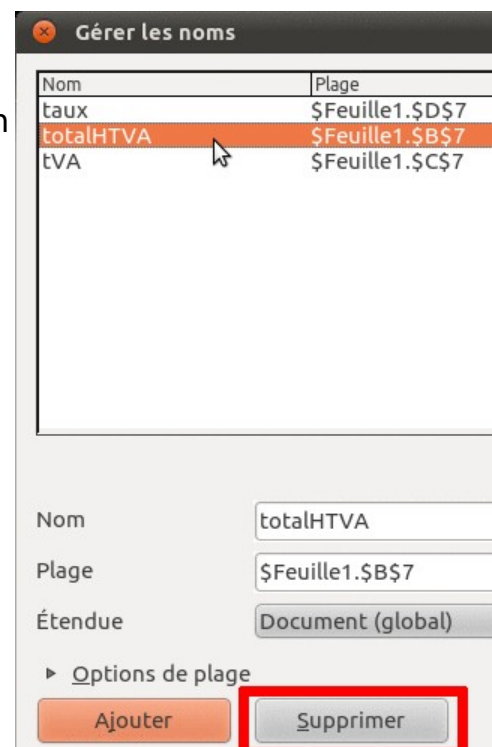 Gérer les noms
Nom Plage
taux $Feuille1.$D$7
totalHTVA $Feuille1.$B$7
tVA $Feuille1.$C$7
n
Nom totalHTVA
Plage $Feuille1.$B$7
Étendue Document (global)
Options de plage
Ajouter Supprimer